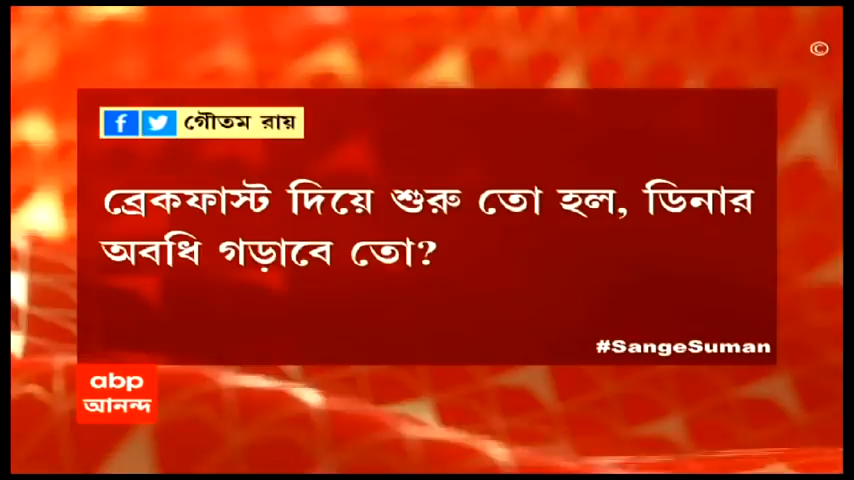 ©
গৌতম রায়
ব্রেকফাস্ট দিয়ে শুরু তো হল, ডিনার
অবধি গড়াবে তো?
#SangeSuman
abp
আনন্দ